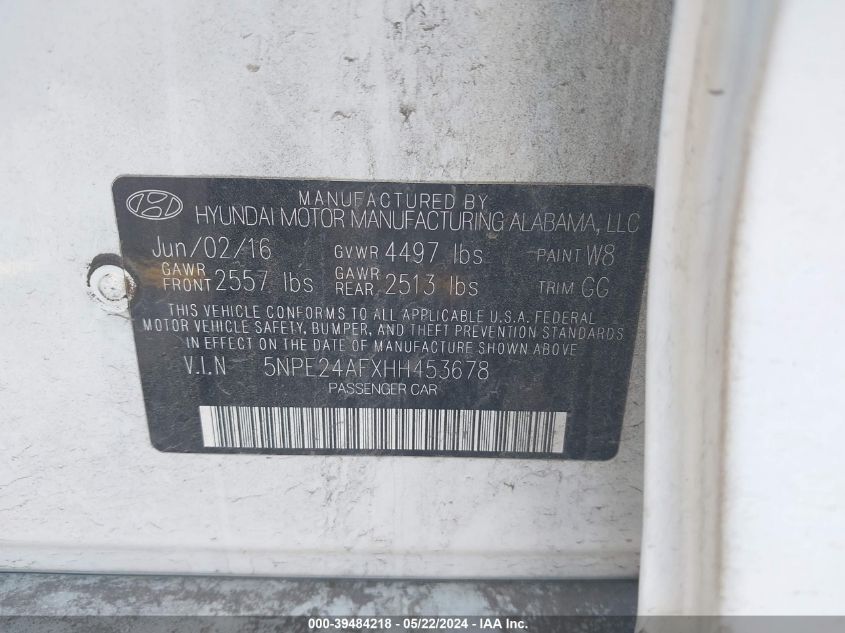 MANUFACTURED BY
HYUNDAI MOTOR MANUFACTURING ALABAMA, LLC
Jun/02/16 GVWR 4497 lbs PAINT W8
GAWR FRONT 2557 lbs GAWR REAR 2513 lbs TRIM GG
THIS VEHICLE CONFORMS TO ALL APPLICABLE U.S.A. FEDERAL
MOTOR VEHICLE SAFETY, BUMPER, AND THEFT PREVENTION STANDARDS
IN EFFECT ON THE DATE OF MANUFACTURE SHOWN ABOVE
V.I.N 5NPE24AFXHH453678
PASSENGER CAR
000-39484218 - 05/22/2024 - IAA Inc.